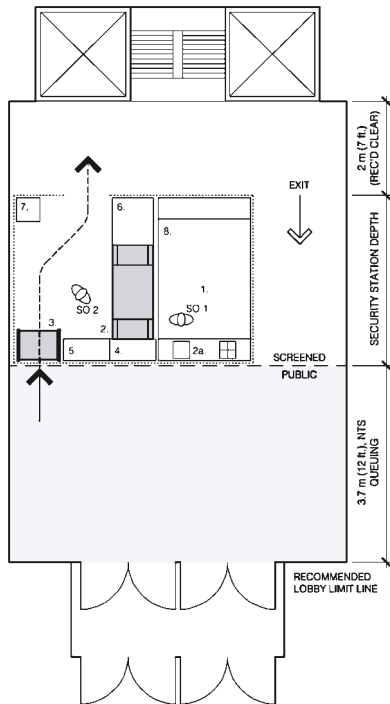 2 m (7 ft.)
(REC'D CLEAR)
EXIT
7.
6.
8.
1.
SO 2
SO 1
3.
2.
5.
4.
2a.
SECURITY STATION DEPTH
SCREENED
PUBLIC
3.7 m (12 ft.), NTS
QUEUING
RECOMMENDED
LOBBY LIMIT LINE